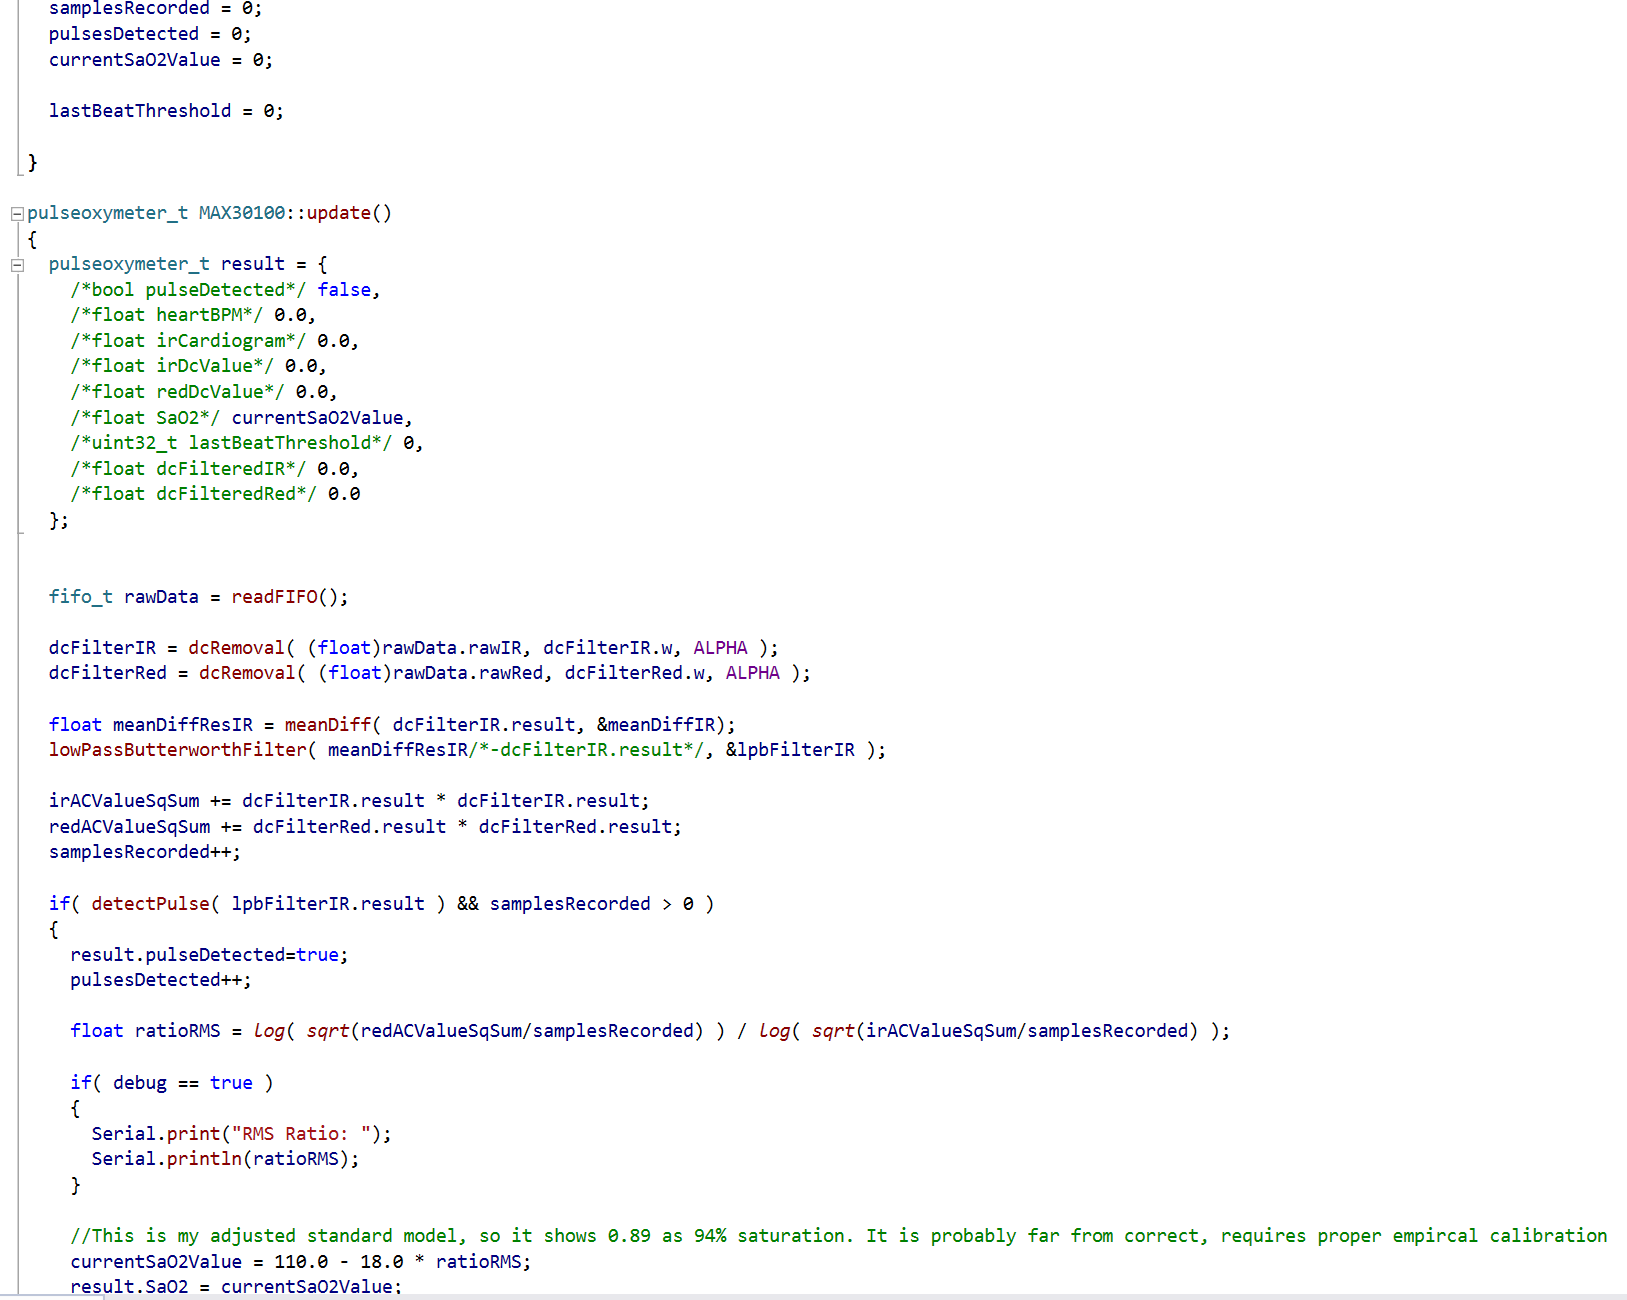 samplesRecorded = 0;
pulsesDetected = 0;
currentSaO2Value = 0;
lastBeatThreshold = 0;
}
pulseoxymeter_t MAX30100::update()
{
pulseoxymeter_t result = {
/*bool pulseDetected*/ false,
/*float heartBPM*/ 0.0,
/*float irCardiogram*/ 0.0,
/*float irDcValue*/ 0.0,
/*float redDcValue*/ 0.0,
/*float SaO2*/ currentSaO2Value,
/*uint32_t lastBeatThreshold*/ 0,
/*float dcFilteredIR*/ 0.0,
/*float dcFilteredRed*/ 0.0
};
fifo_t rawData = readFIFO();
dcFilterIR = dcRemoval( (float)rawData.rawIR, dcFilterIR.w, ALPHA );
dcFilterRed = dcRemoval( (float)rawData.rawRed, dcFilterRed.w, ALPHA );
float meanDiffResIR = meanDiff( dcFilterIR.result, &meanDiffIR);
lowPassButterworthFilter( meanDiffResIR/*-dcFilterIR.result*/, &lpbFilterIR );
irACValueSqSum += dcFilterIR.result * dcFilterIR.result;
redACValueSqSum += dcFilterRed.result * dcFilterRed.result;
samplesRecorded++;
if( detectPulse( lpbFilterIR.result ) && samplesRecorded > 0 )
{
result.pulseDetected=true;
pulsesDetected++;
float ratioRMS = log( sqrt(redACValueSqSum/samplesRecorded) ) / log( sqrt(irACValueSqSum/samplesRecorded) );
if( debug == true )
{
Serial.print("RMS Ratio: ");
Serial.println(ratioRMS);
}
//This is my adjusted standard model, so it shows 0.89 as 94% saturation. It is probably far from correct, requires proper empircal calibration
currentSaO2Value = 110.0 - 18.0 * ratioRMS;
result.SaO2 = currentSaO2Value;